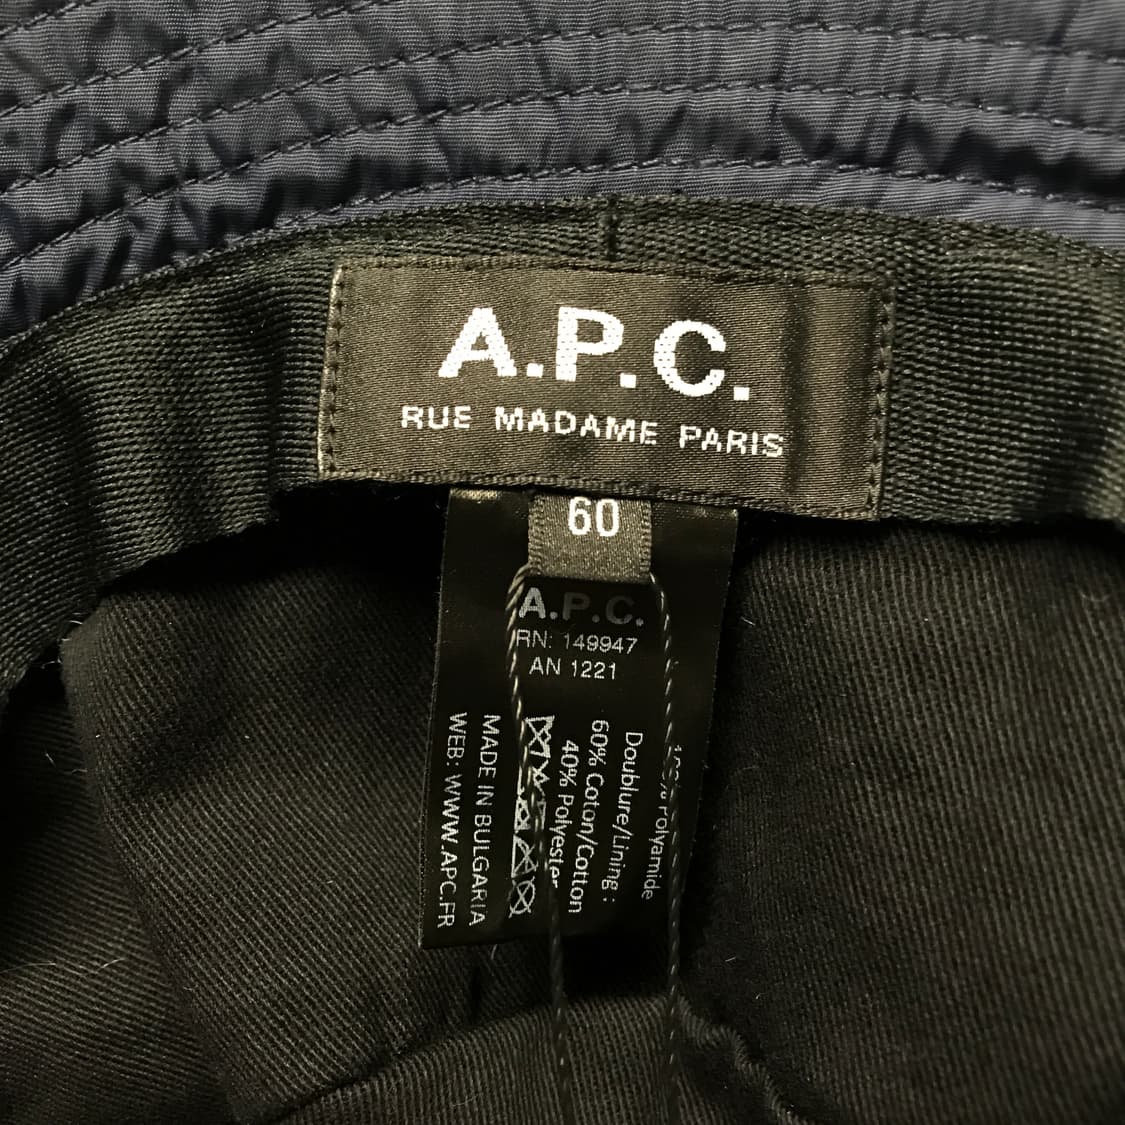 A.P.C.
RUE MADAME PARIS
60
A.P.C.
RN: 149947
AN 1221
Polyamide
Doublure/Lining :
60% Coton/Cotton
40% Polyester
MADE IN BULGARIA
WEB: WWW.APC.FR